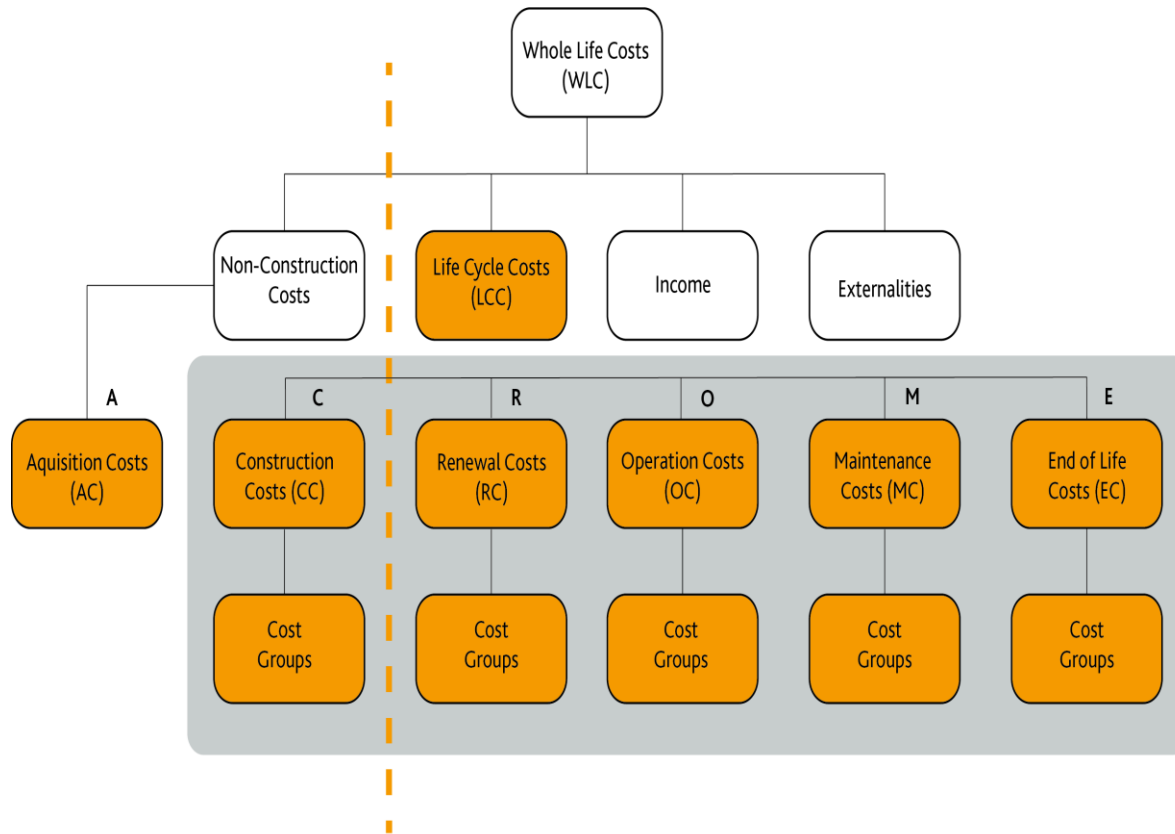 Whole Life Costs
(WLC)
Non-Construction
Costs
Life Cycle Costs
(LCC)
Income
Externalities
A
C
R
O
M
E
Aquisition Costs
(AC)
Construction
Costs (CC)
Renewal Costs
(RC)
Operation Costs
(OC)
Maintenance
Costs (MC)
End of Life
Costs (EC)
Cost
Groups
Cost
Groups
Cost
Groups
Cost
Groups
Cost
Groups